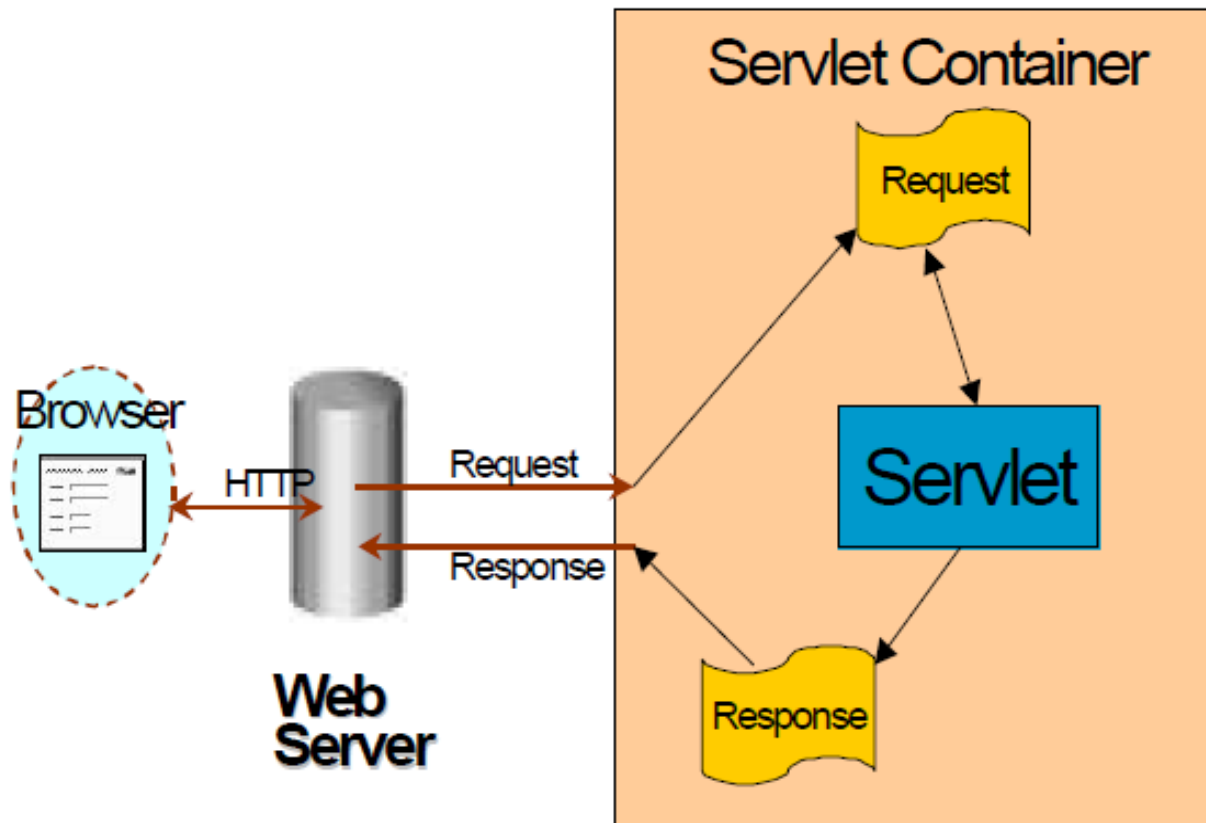 Servlet Container
Request
Browser
HTTP
Request
Servlet
Response
Web
Server
Response